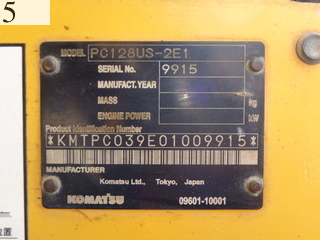 5
MODEL PC128US-2E1
SERIAL No. 9915
MANUFACT.YEAR
MASS kg
ENGINE POWER kW
Product Identification Number
*KMTPC039E01009915*
MANUFACTURER
Komatsu Ltd., Tokyo, Japan
KOMATSU 09601-10001
置